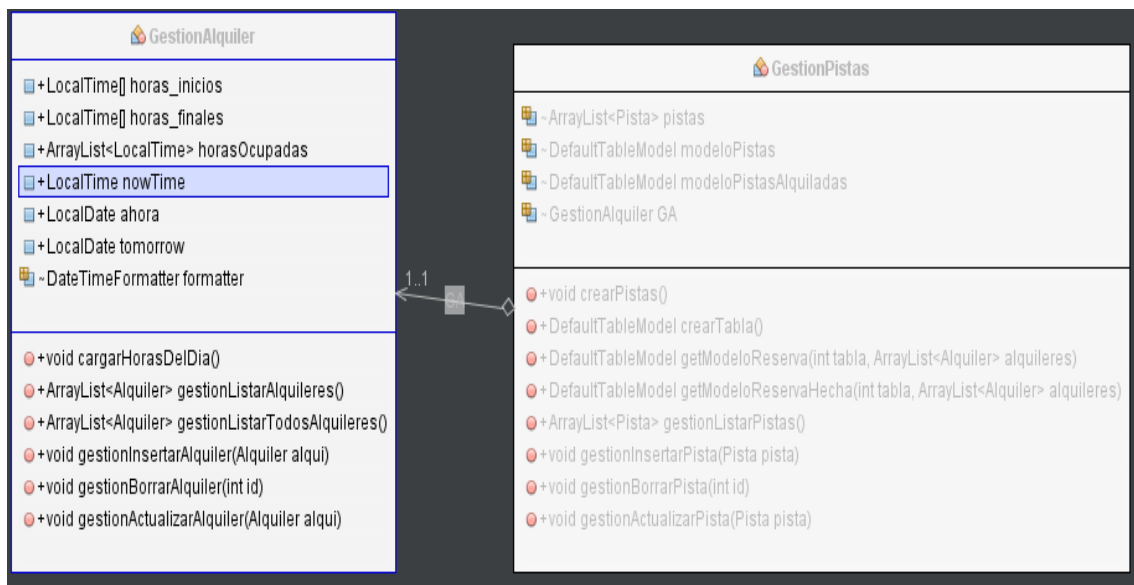 GestionAlquiler
+LocalTime[] horas_inicios
+LocalTime[] horas_finales
+ArrayList<LocalTime> horasOcupadas
+LocalTime nowTime
+LocalDate ahora
+LocalDate tomorrow
~DateTimeFormatter formatter
+void cargarHorasDelDia()
+ArrayList<Alquiler> gestionListarAlquileres()
+ArrayList<Alquiler> gestionListarTodosAlquileres()
+void gestionInsertarAlquiler(Alquiler alqui)
+void gestionBorrarAlquiler(int id)
+void gestionActualizarAlquiler(Alquiler alqui)
1..1
GA
GestionPistas
~ArrayList<Pista> pistas
~DefaultTableModel modeloPistas
~DefaultTableModel modeloPistasAlquiladas
~GestionAlquiler GA
+void crearPistas()
+DefaultTableModel crearTabla()
+DefaultTableModel getModeloReserva(int tabla, ArrayList<Alquiler> alquileres)
+DefaultTableModel getModeloReservaHecha(int tabla, ArrayList<Alquiler> alquileres)
+ArrayList<Pista> gestionListarPistas()
+void gestionInsertarPista(Pista pista)
+void gestionBorrarPista(int id)
+void gestionActualizarPista(Pista pista)